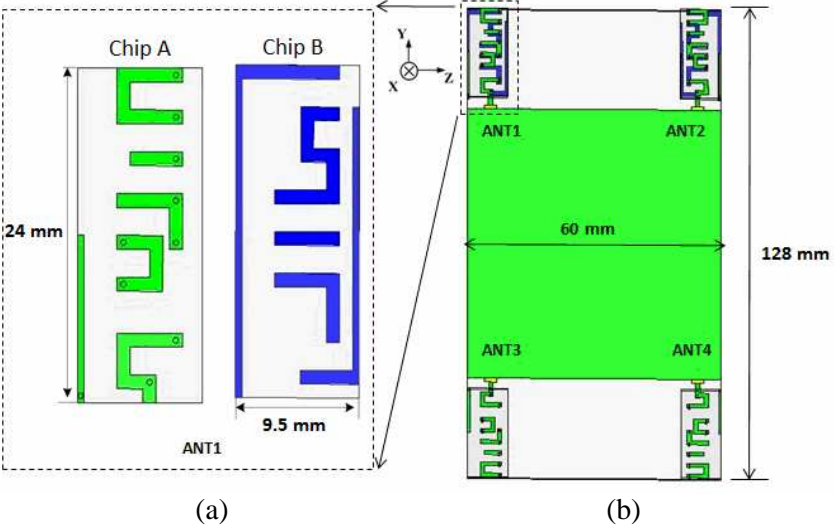 Chip A
Chip B
24 mm
9.5 mm
ANT1
Y
X
Z
ANT1
ANT2
60 mm
128 mm
ANT3
ANT4
(a)
(b)